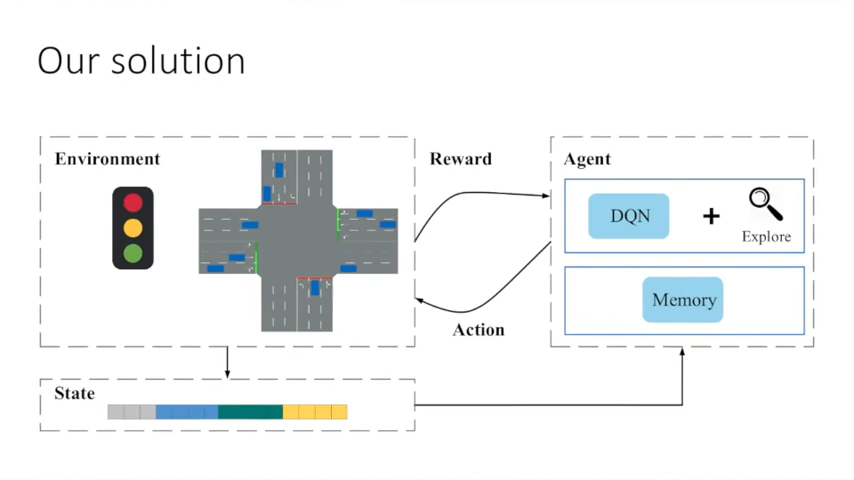 Our solution
Environment
Reward
Agent
DQN
+
Explore
Memory
Action
State